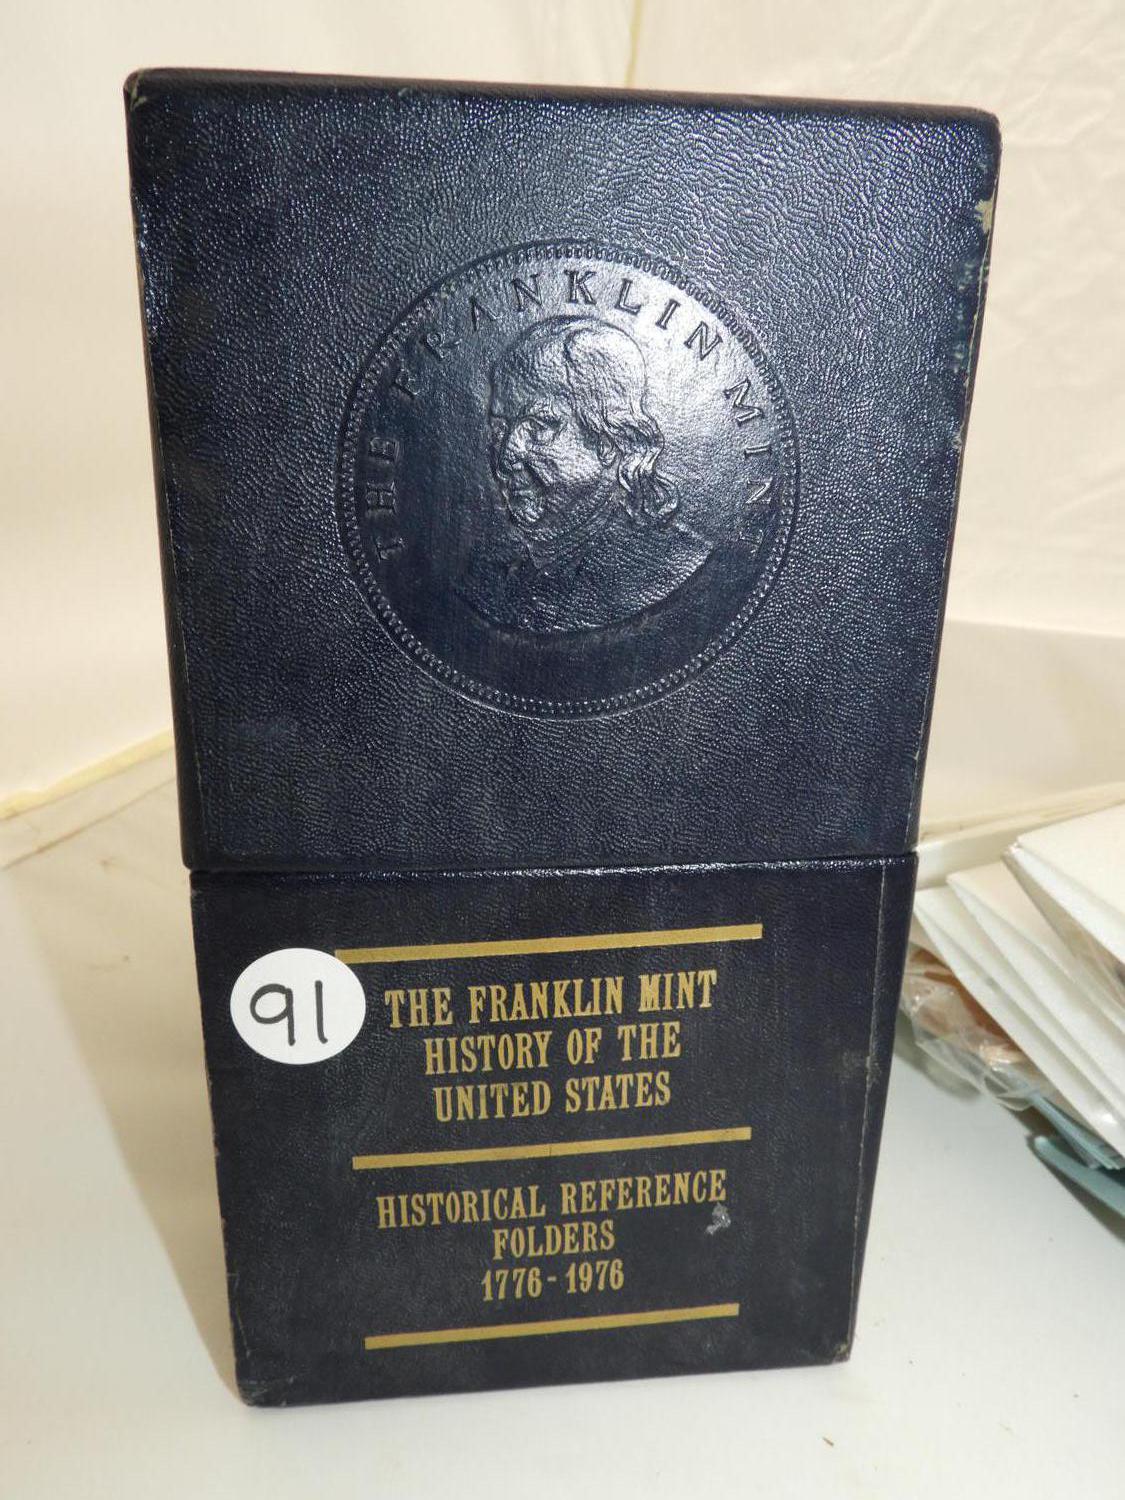 THE FRANKLIN MINT
91
THE FRANKLIN MINT
HISTORY OF THE
UNITED STATES
HISTORICAL REFERENCE
FOLDERS
1776-1976